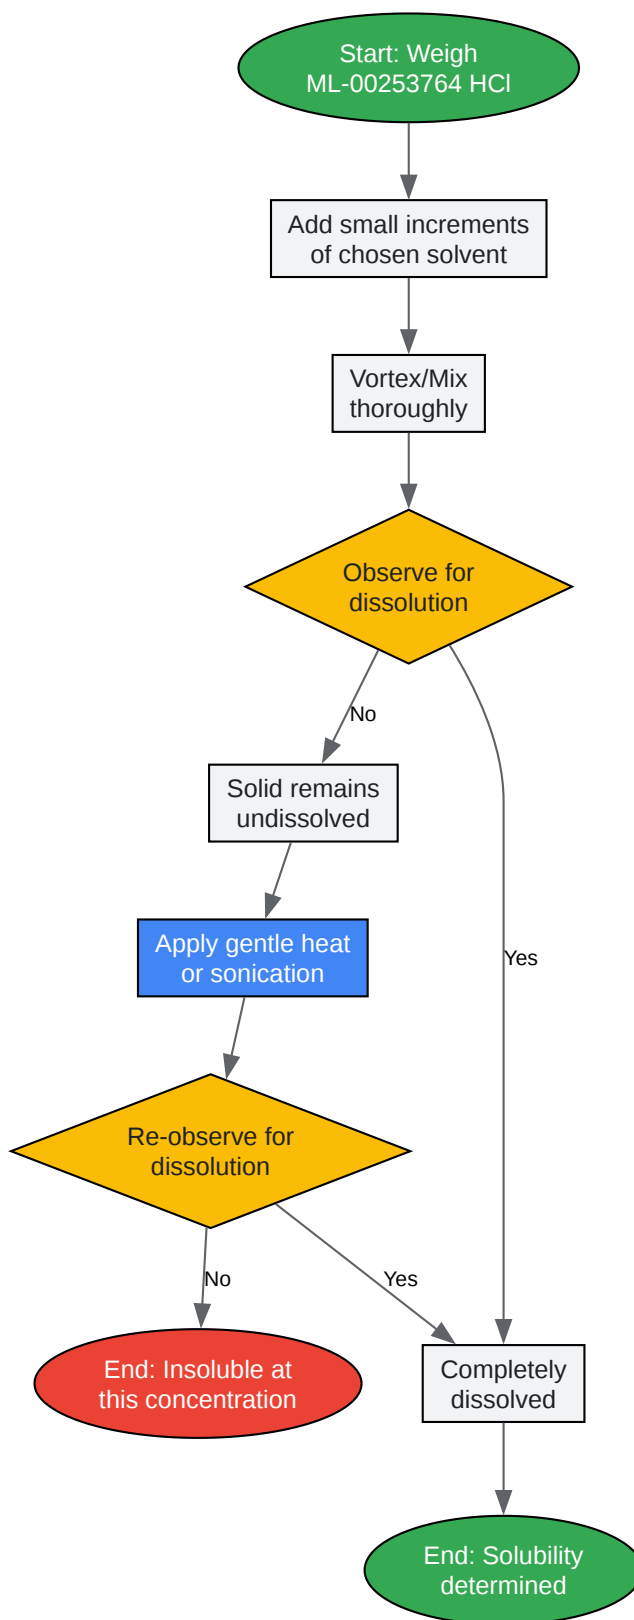 Start: Weigh
ML-00253764 HCl
Add small increments
of chosen solvent
Vortex/Mix
thoroughly
Observe for
dissolution
No
Solid remains
undissolved
Apply gentle heat
or sonication
Yes
Re-observe for
dissolution
No
Yes
End: Insoluble at
this concentration
Completely
dissolved
End: Solubility
determined